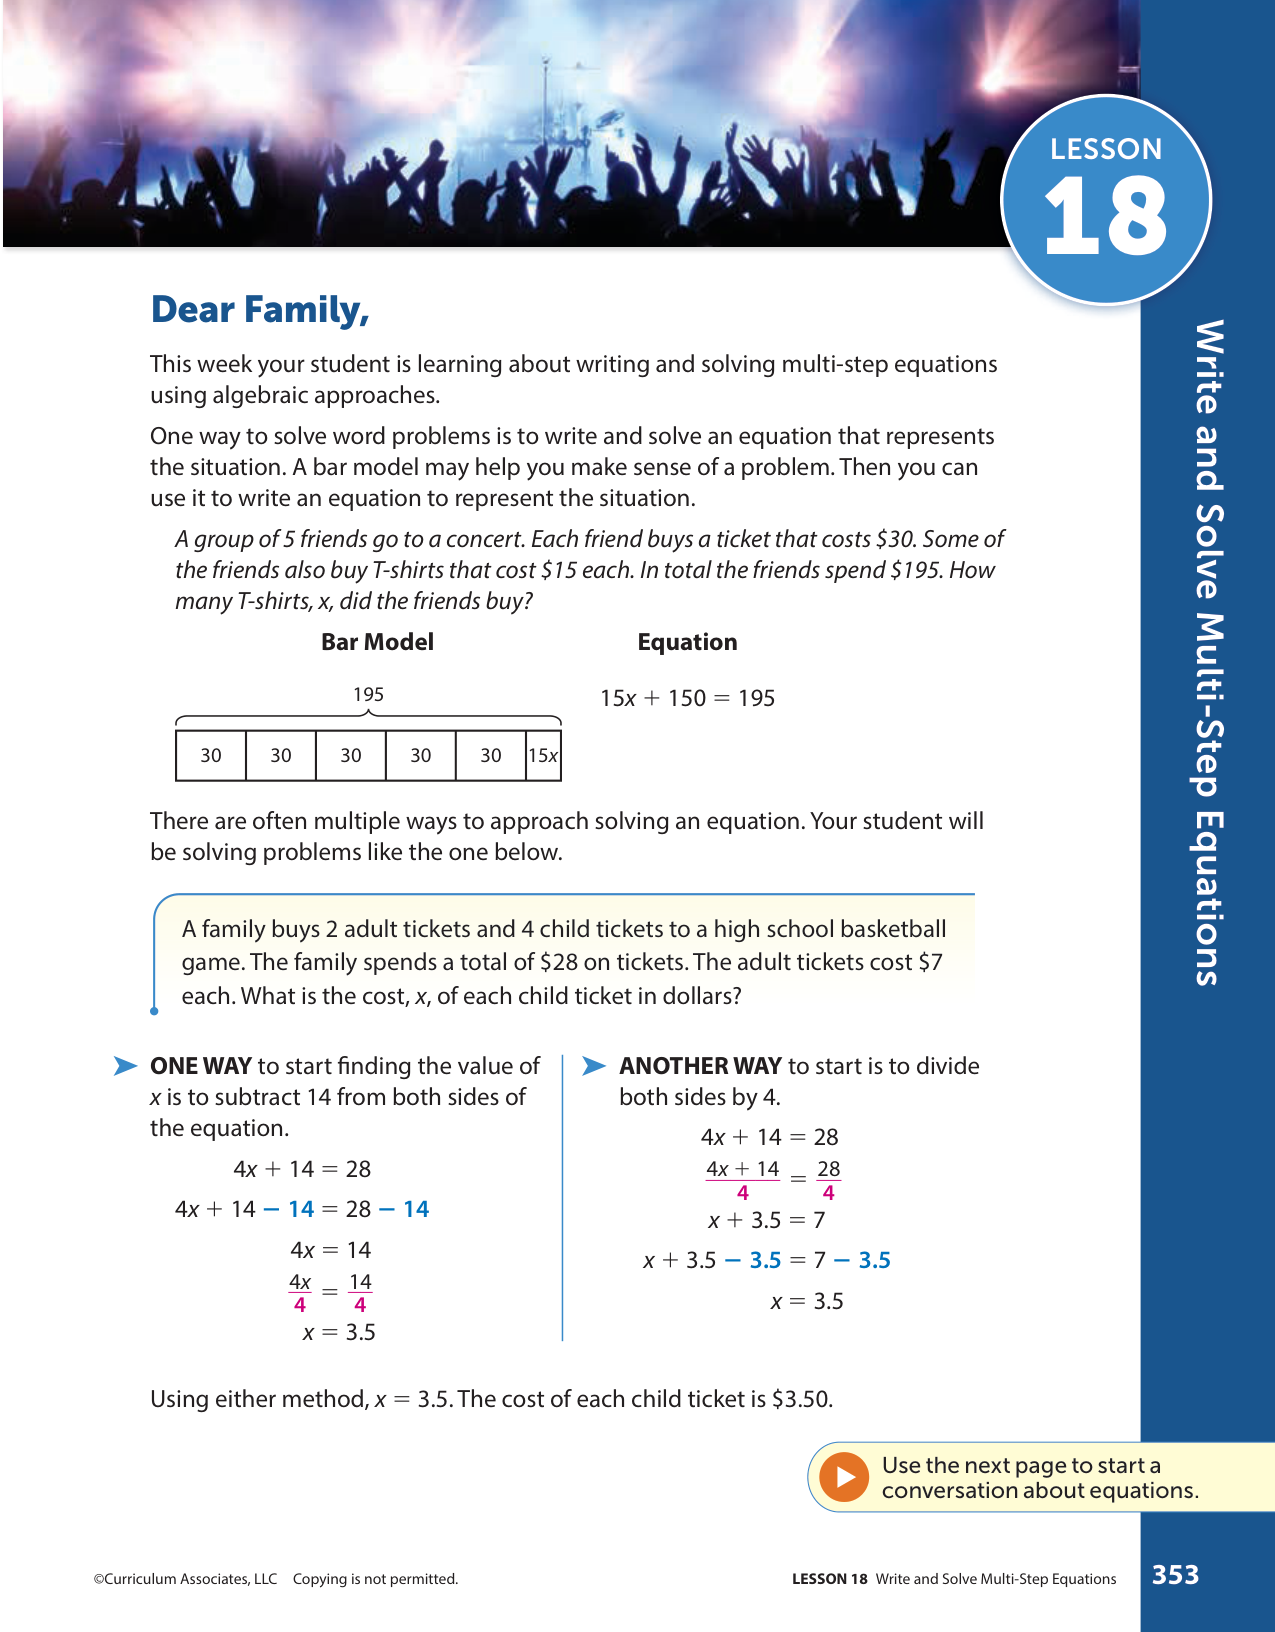 LESSON
18
Write and Solve Multi-Step Equations
Dear Family,
This week your student is learning about writing and solving multi-step equations
using algebraic approaches.
One way to solve word problems is to write and solve an equation that represents
the situation. A bar model may help you make sense of a problem. Then you can
use it to write an equation to represent the situation.
A group of 5 friends go to a concert. Each friend buys a ticket that costs $30. Some of
the friends also buy T-shirts that cost $15 each. In total the friends spend $195. How
many T-shirts, x, did the friends buy?
Bar Model
195
30 30 30 30 30 15x
Equation
15x + 150 = 195
There are often multiple ways to approach solving an equation. Your student will
be solving problems like the one below.
A family buys 2 adult tickets and 4 child tickets to a high school basketball
game. The family spends a total of $28 on tickets. The adult tickets cost $7
each. What is the cost, x, of each child ticket in dollars?
➤ ONE WAY to start finding the value of
x is to subtract 14 from both sides of
the equation.
4x + 14 = 28
4x + 14 − 14 = 28 − 14
4x = 14
4x/4 = 14/4
x = 3.5
➤ ANOTHER WAY to start is to divide
both sides by 4.
4x + 14 = 28
(4x + 14)/4 = 28/4
x + 3.5 = 7
x + 3.5 − 3.5 = 7 − 3.5
x = 3.5
Using either method, x = 3.5. The cost of each child ticket is $3.50.
Use the next page to start a
conversation about equations.
©Curriculum Associates, LLC Copying is not permitted.
LESSON 18 Write and Solve Multi-Step Equations
353